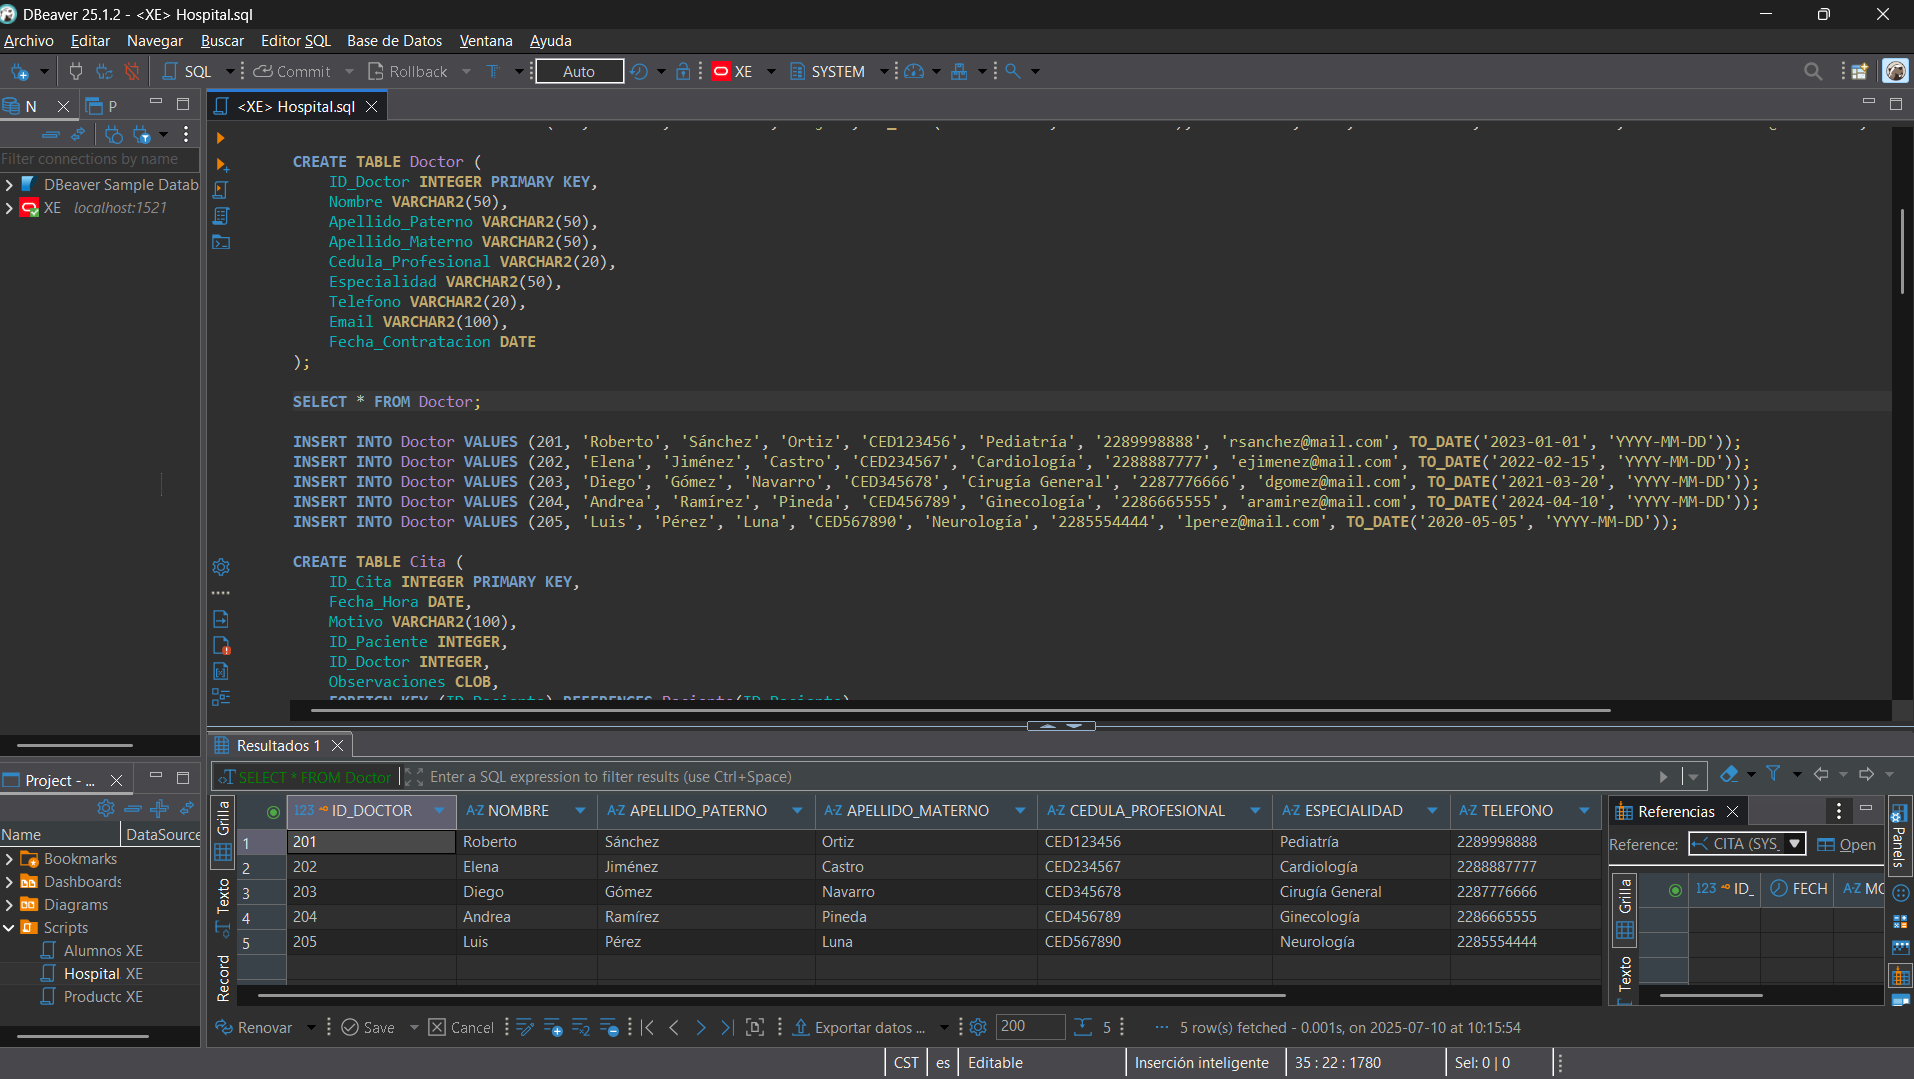 DBeaver 25.1.2 - <XE> Hospital.sql
Archivo Editar Navegar Buscar Editor SQL Base de Datos Ventana Ayuda
SQL Commit Rollback T Auto XE SYSTEM
N P <XE> Hospital.sql
Filter connections by name
DBeaver Sample Datab
XE localhost:1521
CREATE TABLE Doctor (
ID_Doctor INTEGER PRIMARY KEY,
Nombre VARCHAR2(50),
Apellido_Paterno VARCHAR2(50),
Apellido_Materno VARCHAR2(50),
Cedula_Profesional VARCHAR2(20),
Especialidad VARCHAR2(50),
Telefono VARCHAR2(20),
Email VARCHAR2(100),
Fecha_Contratacion DATE
);
SELECT * FROM Doctor;
INSERT INTO Doctor VALUES (201, 'Roberto', 'Sánchez', 'Ortiz', 'CED123456', 'Pediatría', '2289998888', 'rsanchez@mail.com', TO_DATE('2023-01-01', 'YYYY-MM-DD'));
INSERT INTO Doctor VALUES (202, 'Elena', 'Jiménez', 'Castro', 'CED234567', 'Cardiología', '2288887777', 'ejimenez@mail.com', TO_DATE('2022-02-15', 'YYYY-MM-DD'));
INSERT INTO Doctor VALUES (203, 'Diego', 'Gómez', 'Navarro', 'CED345678', 'Cirugía General', '2287776666', 'dgomez@mail.com', TO_DATE('2021-03-20', 'YYYY-MM-DD'));
INSERT INTO Doctor VALUES (204, 'Andrea', 'Ramírez', 'Pineda', 'CED456789', 'Ginecología', '2286665555', 'aramirez@mail.com', TO_DATE('2024-04-10', 'YYYY-MM-DD'));
INSERT INTO Doctor VALUES (205, 'Luis', 'Pérez', 'Luna', 'CED567890', 'Neurología', '2285554444', 'lperez@mail.com', TO_DATE('2020-05-05', 'YYYY-MM-DD'));
CREATE TABLE Cita (
ID_Cita INTEGER PRIMARY KEY,
Fecha_Hora DATE,
Motivo VARCHAR2(100),
ID_Paciente INTEGER,
ID_Doctor INTEGER,
Observaciones CLOB,
FOREIGN KEY (ID_Paciente) REFERENCES Paciente(ID_Paciente)
Project - ...
Name DataSource
Bookmarks
Dashboards
Diagrams
Scripts
Alumnos XE
Hospital XE
Productc XE
Resultados 1
SELECT * FROM Doctor Enter a SQL expression to filter results (use Ctrl+Space)
Grilla
Texto
Record
123 ID_DOCTOR A-Z NOMBRE A-Z APELLIDO_PATERNO A-Z APELLIDO_MATERNO A-Z CEDULA_PROFESIONAL A-Z ESPECIALIDAD A-Z TELEFONO
1 201 Roberto Sánchez Ortiz CED123456 Pediatría 2289998888
2 202 Elena Jiménez Castro CED234567 Cardiología 2288887777
3 203 Diego Gómez Navarro CED345678 Cirugía General 2287776666
4 204 Andrea Ramírez Pineda CED456789 Ginecología 2286665555
5 205 Luis Pérez Luna CED567890 Neurología 2285554444
Referencias
Reference: CITA (SYS_ Open
Grilla
Texto
123 ID_ FECH A-Z MO
Panels
Renovar Save Cancel Exportar datos ... 200 5 ... 5 row(s) fetched - 0.001s, on 2025-07-10 at 10:15:54
CST es Editable Inserción inteligente 35 : 22 : 1780 Sel: 0 | 0